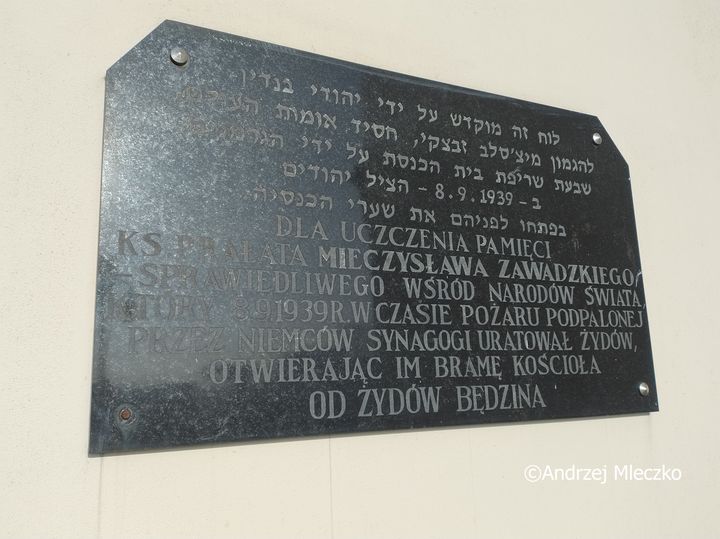 לוח זה מוקדש על ידי יהודי בנדין
להגמון מיצ׳סלב זבצקי, חסיד אומות העולם,
שבעת שריפת בית הכנסת על ידי הגרמנים
ב - 8.9.1939 - הציל יהודים
בפתחו לפניהם את שערי הכנסיה.
DLA UCZCZENIA PAMIĘCI
KS. PRAŁATA MIECZYSŁAWA ZAWADZKIEGO
- SPRAWIEDLIWEGO WŚRÓD NARODÓW ŚWIATA,
KTÓRY 8.9.1939 R. W CZASIE POŻARU PODPALONEJ
PRZEZ NIEMCÓW SYNAGOGI URATOWAŁ ŻYDÓW,
OTWIERAJĄC IM BRAMĘ KOŚCIOŁA
OD ŻYDÓW BĘDZINA
©Andrzej Mleczko